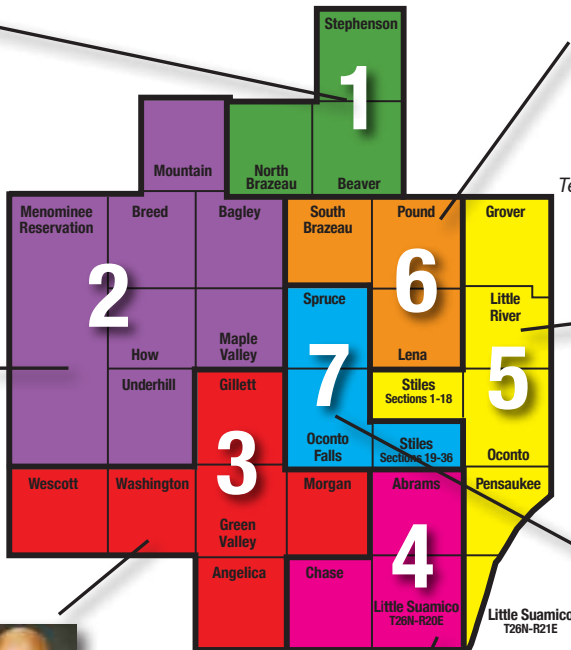 Stephenson
1
Mountain
North
Brazeau
Beaver
Te
Menominee
Reservation
Breed
Bagley
South
Brazeau
Pound
Grover
2
6
Spruce
Little
River
How
Maple
Valley
7
Lena
5
Underhill
Gillett
Stiles
Sections 1-18
3
Oconto
Falls
Stiles
Sections 19-36
Oconto
Wescott
Washington
Morgan
Abrams
Pensaukee
Green
Valley
4
Angelica
Chase
Little Suamico
T26N-R20E
Little Suamico
T26N-R21E